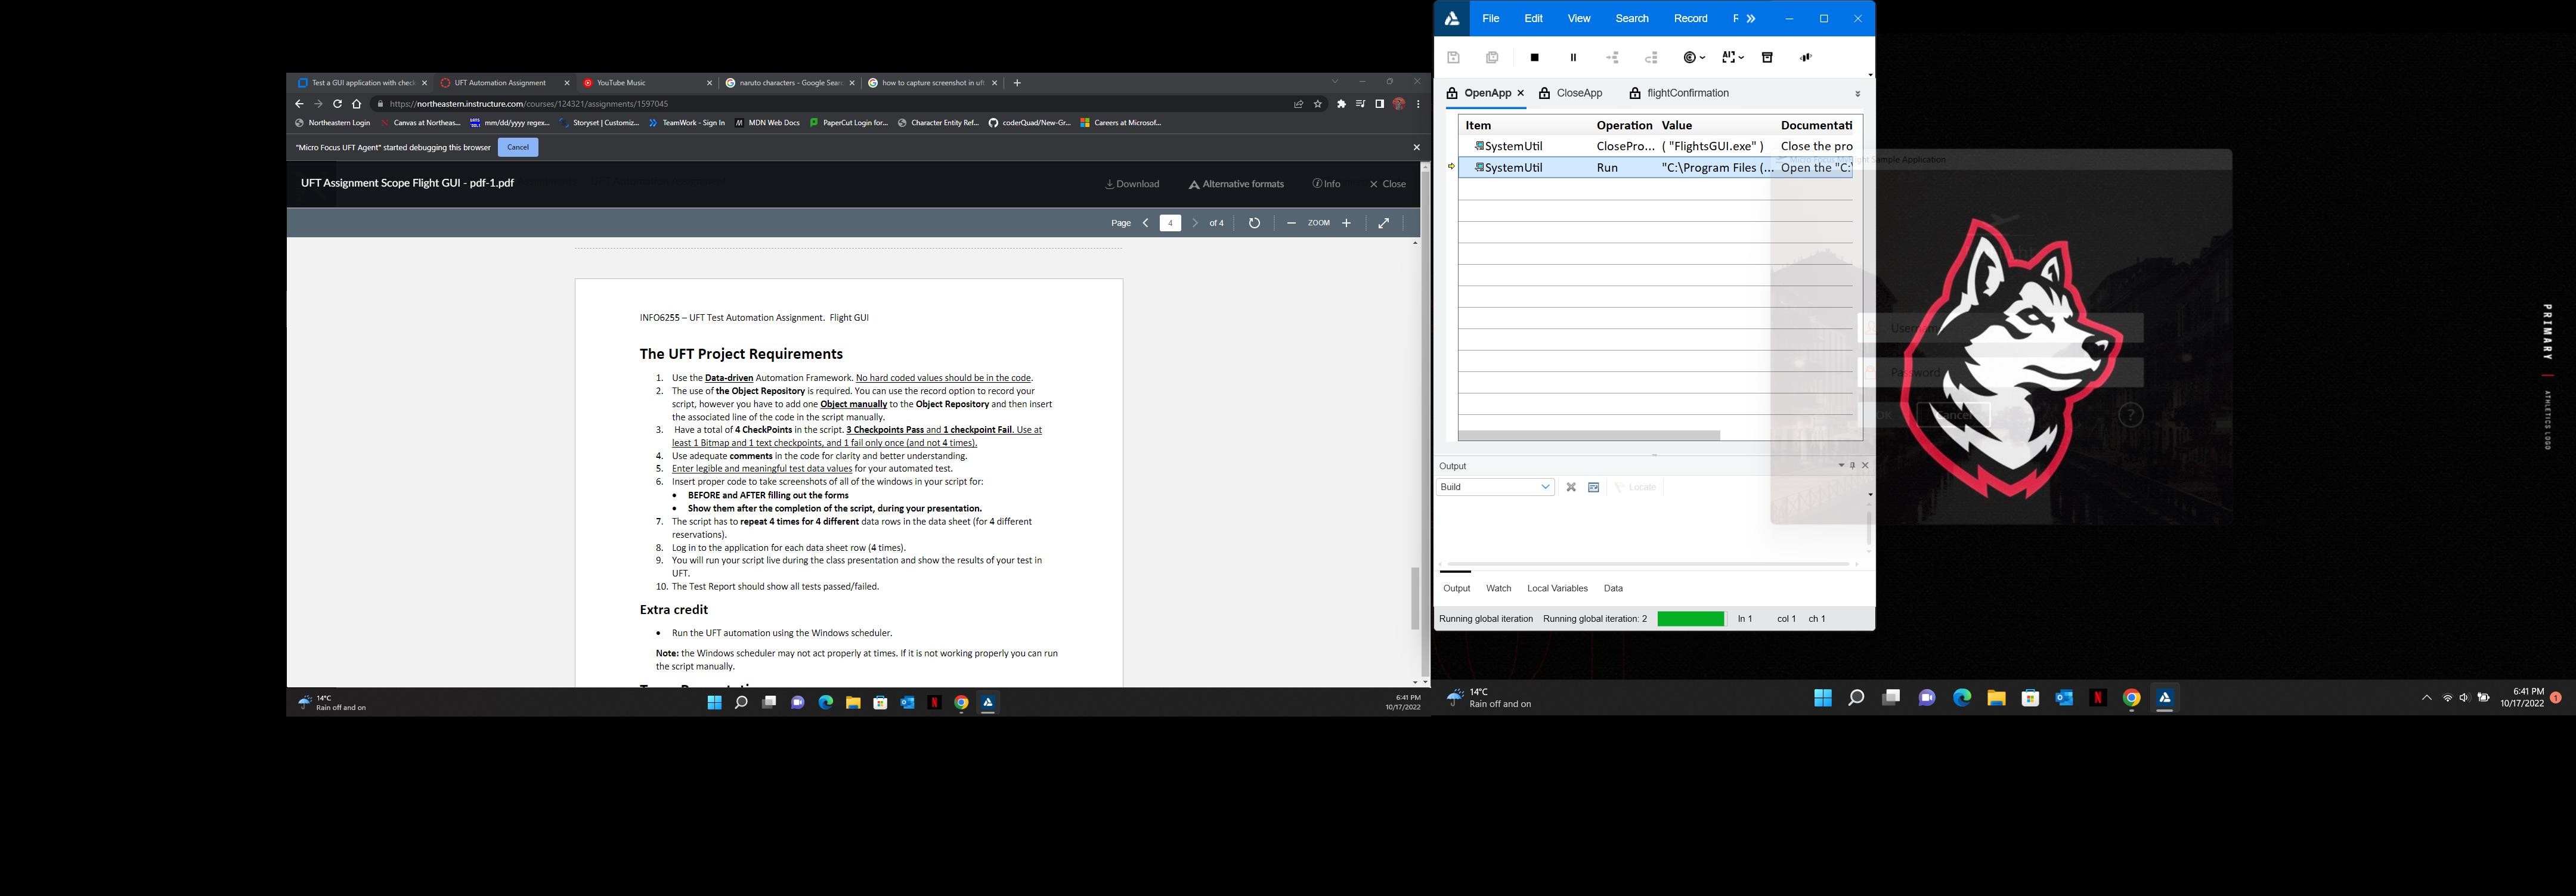 Test a GUI application with check
UFT Automation Assignment
YouTube Music
naruto characters - Google Sear
how to capture screenshot in uft
https://northeastern.instructure.com/courses/124321/assignments/1597045
Northeastern Login
Canvas at Northeas...
mm/dd/yyyy regex...
Storyset | Customiz...
TeamWork - Sign In
MDN Web Docs
PaperCut Login for...
Character Entity Ref...
coderQuad/New-Gr...
Careers at Microsof...
"Micro Focus UFT Agent" started debugging this browser
Cancel
UFT Assignment Scope Flight GUI - pdf-1.pdf
Download
Alternative formats
Info
Close
Page
4
of 4
ZOOM
INFO6255 – UFT Test Automation Assignment. Flight GUI
The UFT Project Requirements
1. Use the Data-driven Automation Framework. No hard coded values should be in the code.
2. The use of the Object Repository is required. You can use the record option to record your
script, however you have to add one Object manually to the Object Repository and then insert
the associated line of the code in the script manually.
3. Have a total of 4 CheckPoints in the script. 3 Checkpoints Pass and 1 checkpoint Fail. Use at
least 1 Bitmap and 1 text checkpoints, and 1 fail only once (and not 4 times).
4. Use adequate comments in the code for clarity and better understanding.
5. Enter legible and meaningful test data values for your automated test.
6. Insert proper code to take screenshots of all of the windows in your script for:
• BEFORE and AFTER filling out the forms
• Show them after the completion of the script, during your presentation.
7. The script has to repeat 4 times for 4 different data rows in the data sheet (for 4 different
reservations).
8. Log in to the application for each data sheet row (4 times).
9. You will run your script live during the class presentation and show the results of your test in
UFT.
10. The Test Report should show all tests passed/failed.
Extra credit
• Run the UFT automation using the Windows scheduler.
Note: the Windows scheduler may not act properly at times. If it is not working properly you can run
the script manually.
14°C
Rain off and on
6:41 PM
10/17/2022
File
Edit
View
Search
Record
OpenApp
CloseApp
flightConfirmation
Item Operation Value Documentati
SystemUtil ClosePro... ( "FlightsGUI.exe" ) Close the pro
SystemUtil Run "C:\Program Files (... Open the "C:\
Micro Focus MyFlight Sample Application
Username
Password
OK
Cancel
?
Output
Build
Locate
Output
Watch
Local Variables
Data
Running global iteration
Running global iteration: 2
ln 1
col 1
ch 1
PRIMARY
ATHLETICS LOGO
14°C
Rain off and on
6:41 PM
10/17/2022
1